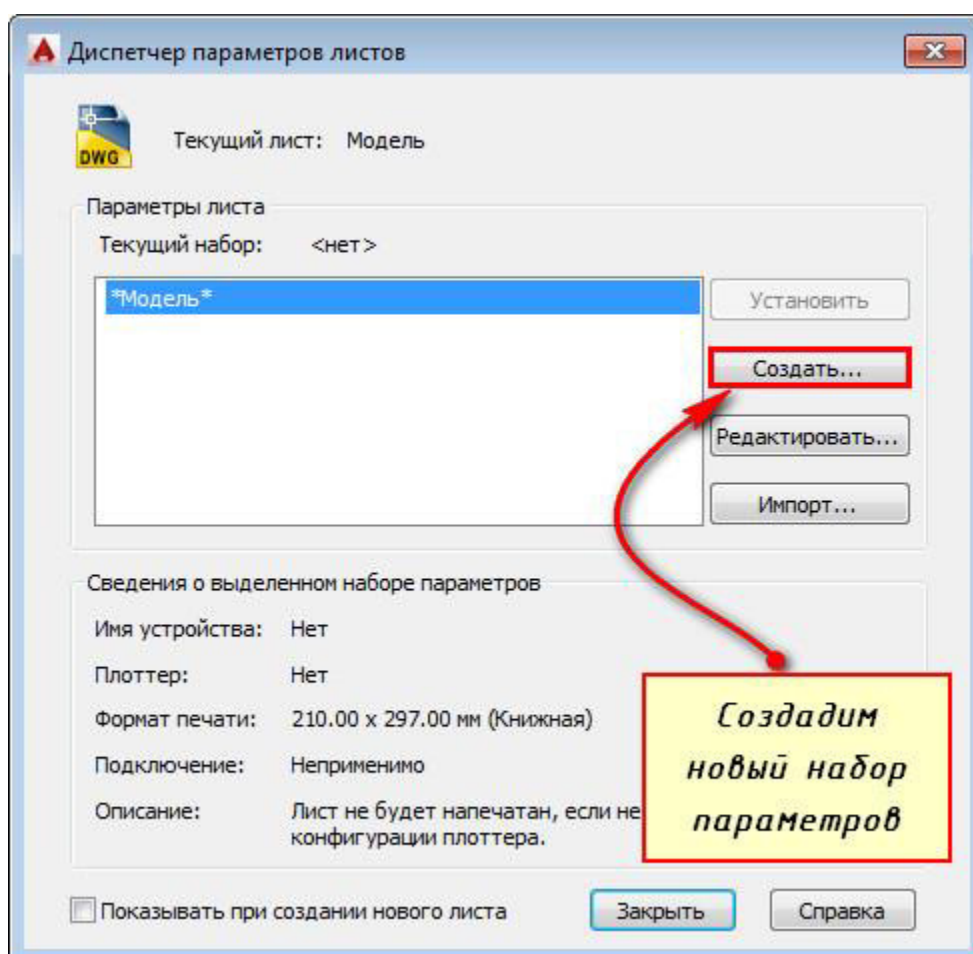 Диспетчер параметров листов
DWG
Текущий лист: Модель
Параметры листа
Текущий набор: <нет>
*Модель*
Установить
Создать...
Редактировать...
Импорт...
Сведения о выделенном наборе параметров
Имя устройства: Нет
Плоттер: Нет
Формат печати: 210.00 x 297.00 мм (Книжная)
Подключение: Неприменимо
Описание: Лист не будет напечатан, если не
конфигурации плоттера.
Создадим
новый набор
параметров
Показывать при создании нового листа
Закрыть
Справка